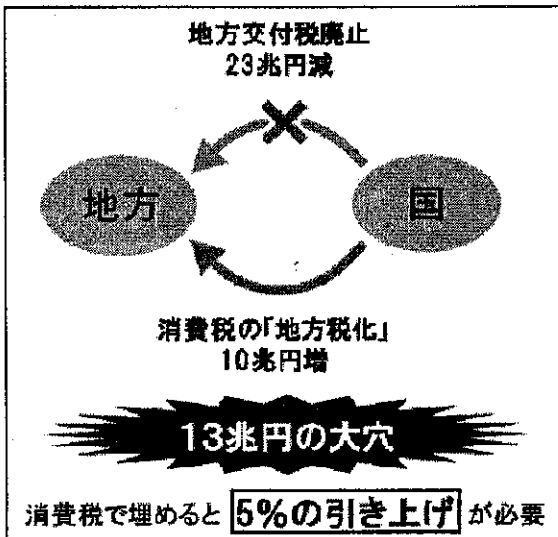 地方交付税廃止
23兆円減
地方
国
消費税の「地方税化」
10兆円増
13兆円の大穴
消費税で埋めると 5%の引き上げ が必要